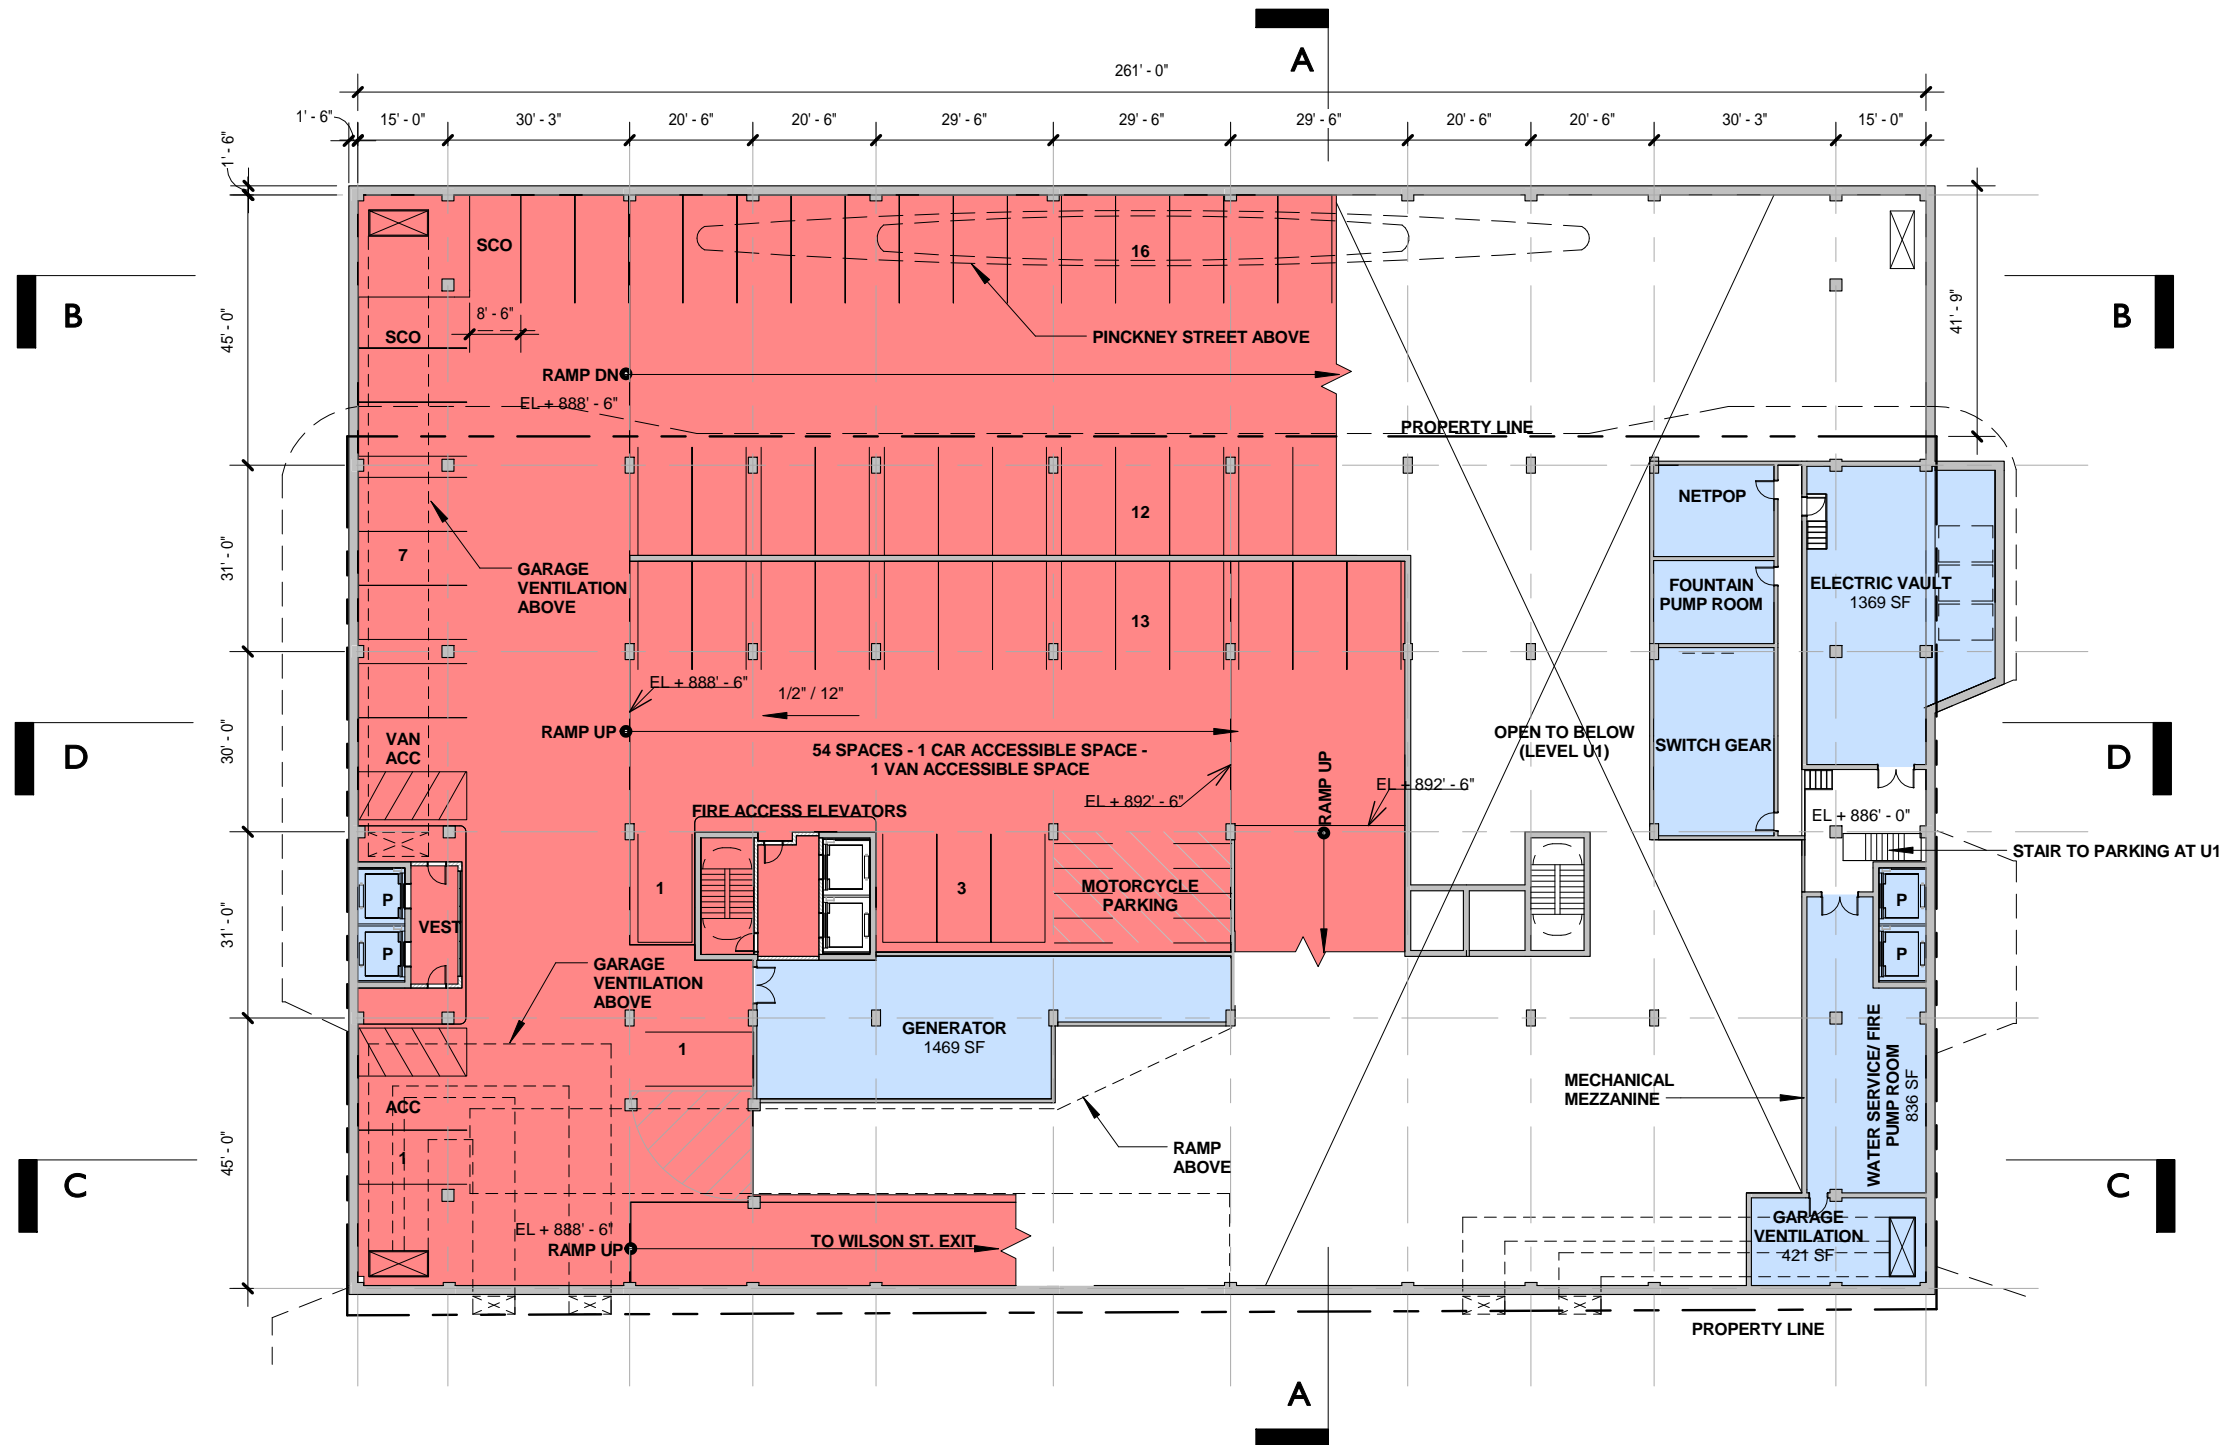 A
261' - 0"
1' - 6"
15' - 0"
30' - 3"
20' - 6"
20' - 6"
29' - 6"
29' - 6"
29' - 6"
20' - 6"
20' - 6"
30' - 3"
15' - 0"
1' - 6"
SCO
16
B
8' - 6"
SCO
45' - 0"
PINCKNEY STREET ABOVE
41' - 9"
B
RAMP DN
EL + 888' - 6"
PROPERTY LINE
NETPOP
12
7
31' - 0"
GARAGE
VENTILATION
ABOVE
FOUNTAIN
PUMP ROOM
ELECTRIC VAULT
1369 SF
13
EL + 888' - 6"
1/2" / 12"
RAMP UP
VAN
ACC
54 SPACES - 1 CAR ACCESSIBLE SPACE -
1 VAN ACCESSIBLE SPACE
OPEN TO BELOW
(LEVEL U1)
SWITCH GEAR
D
30' - 0"
D
RAMP UP
EL + 892' - 6"
EL + 892' - 6"
FIRE ACCESS ELEVATORS
EL + 886' - 0"
STAIR TO PARKING AT U1
1
3
MOTORCYCLE
PARKING
P
VEST
P
P
P
31' - 0"
GARAGE
VENTILATION
ABOVE
GENERATOR
1469 SF
1
MECHANICAL
MEZZANINE
WATER SERVICE/ FIRE
PUMP ROOM
836 SF
ACC
1
45' - 0"
RAMP
ABOVE
C
C
EL + 888' - 6"
RAMP UP
TO WILSON ST. EXIT
GARAGE
VENTILATION
421 SF
PROPERTY LINE
A